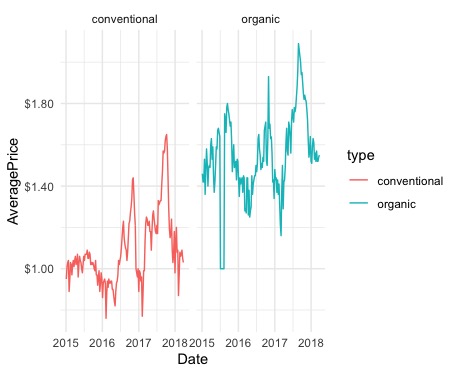 conventional organic
$1.80
$1.40
$1.00
AveragePrice
2015 2016 2017 2018 2015 2016 2017 2018
Date
type
conventional
organic